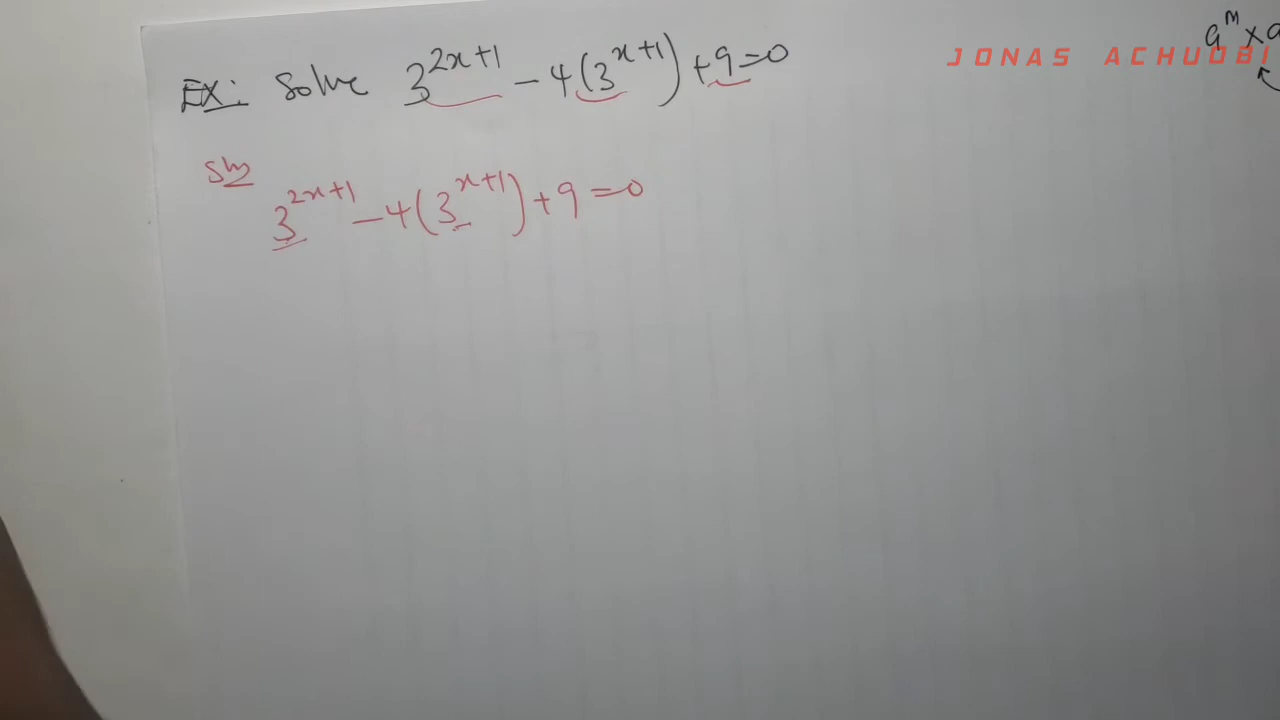 Ex: Solve 3^{2x+1} - 4(3^{x+1}) + 9 = 0
a^m x a
JONAS ACHUOBI
Sln
3^{2x+1} - 4(3^{x+1}) + 9 = 0